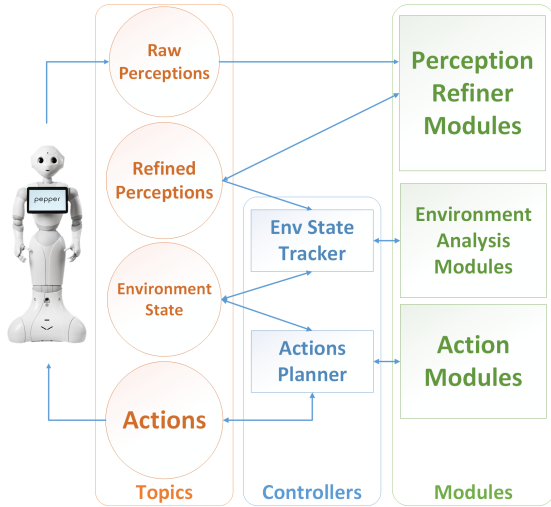 Raw
Perceptions
Refined
Perceptions
Environment
State
Actions
Topics
pepper
Env State
Tracker
Actions
Planner
Controllers
Perception
Refiner
Modules
Environment
Analysis
Modules
Action
Modules
Modules